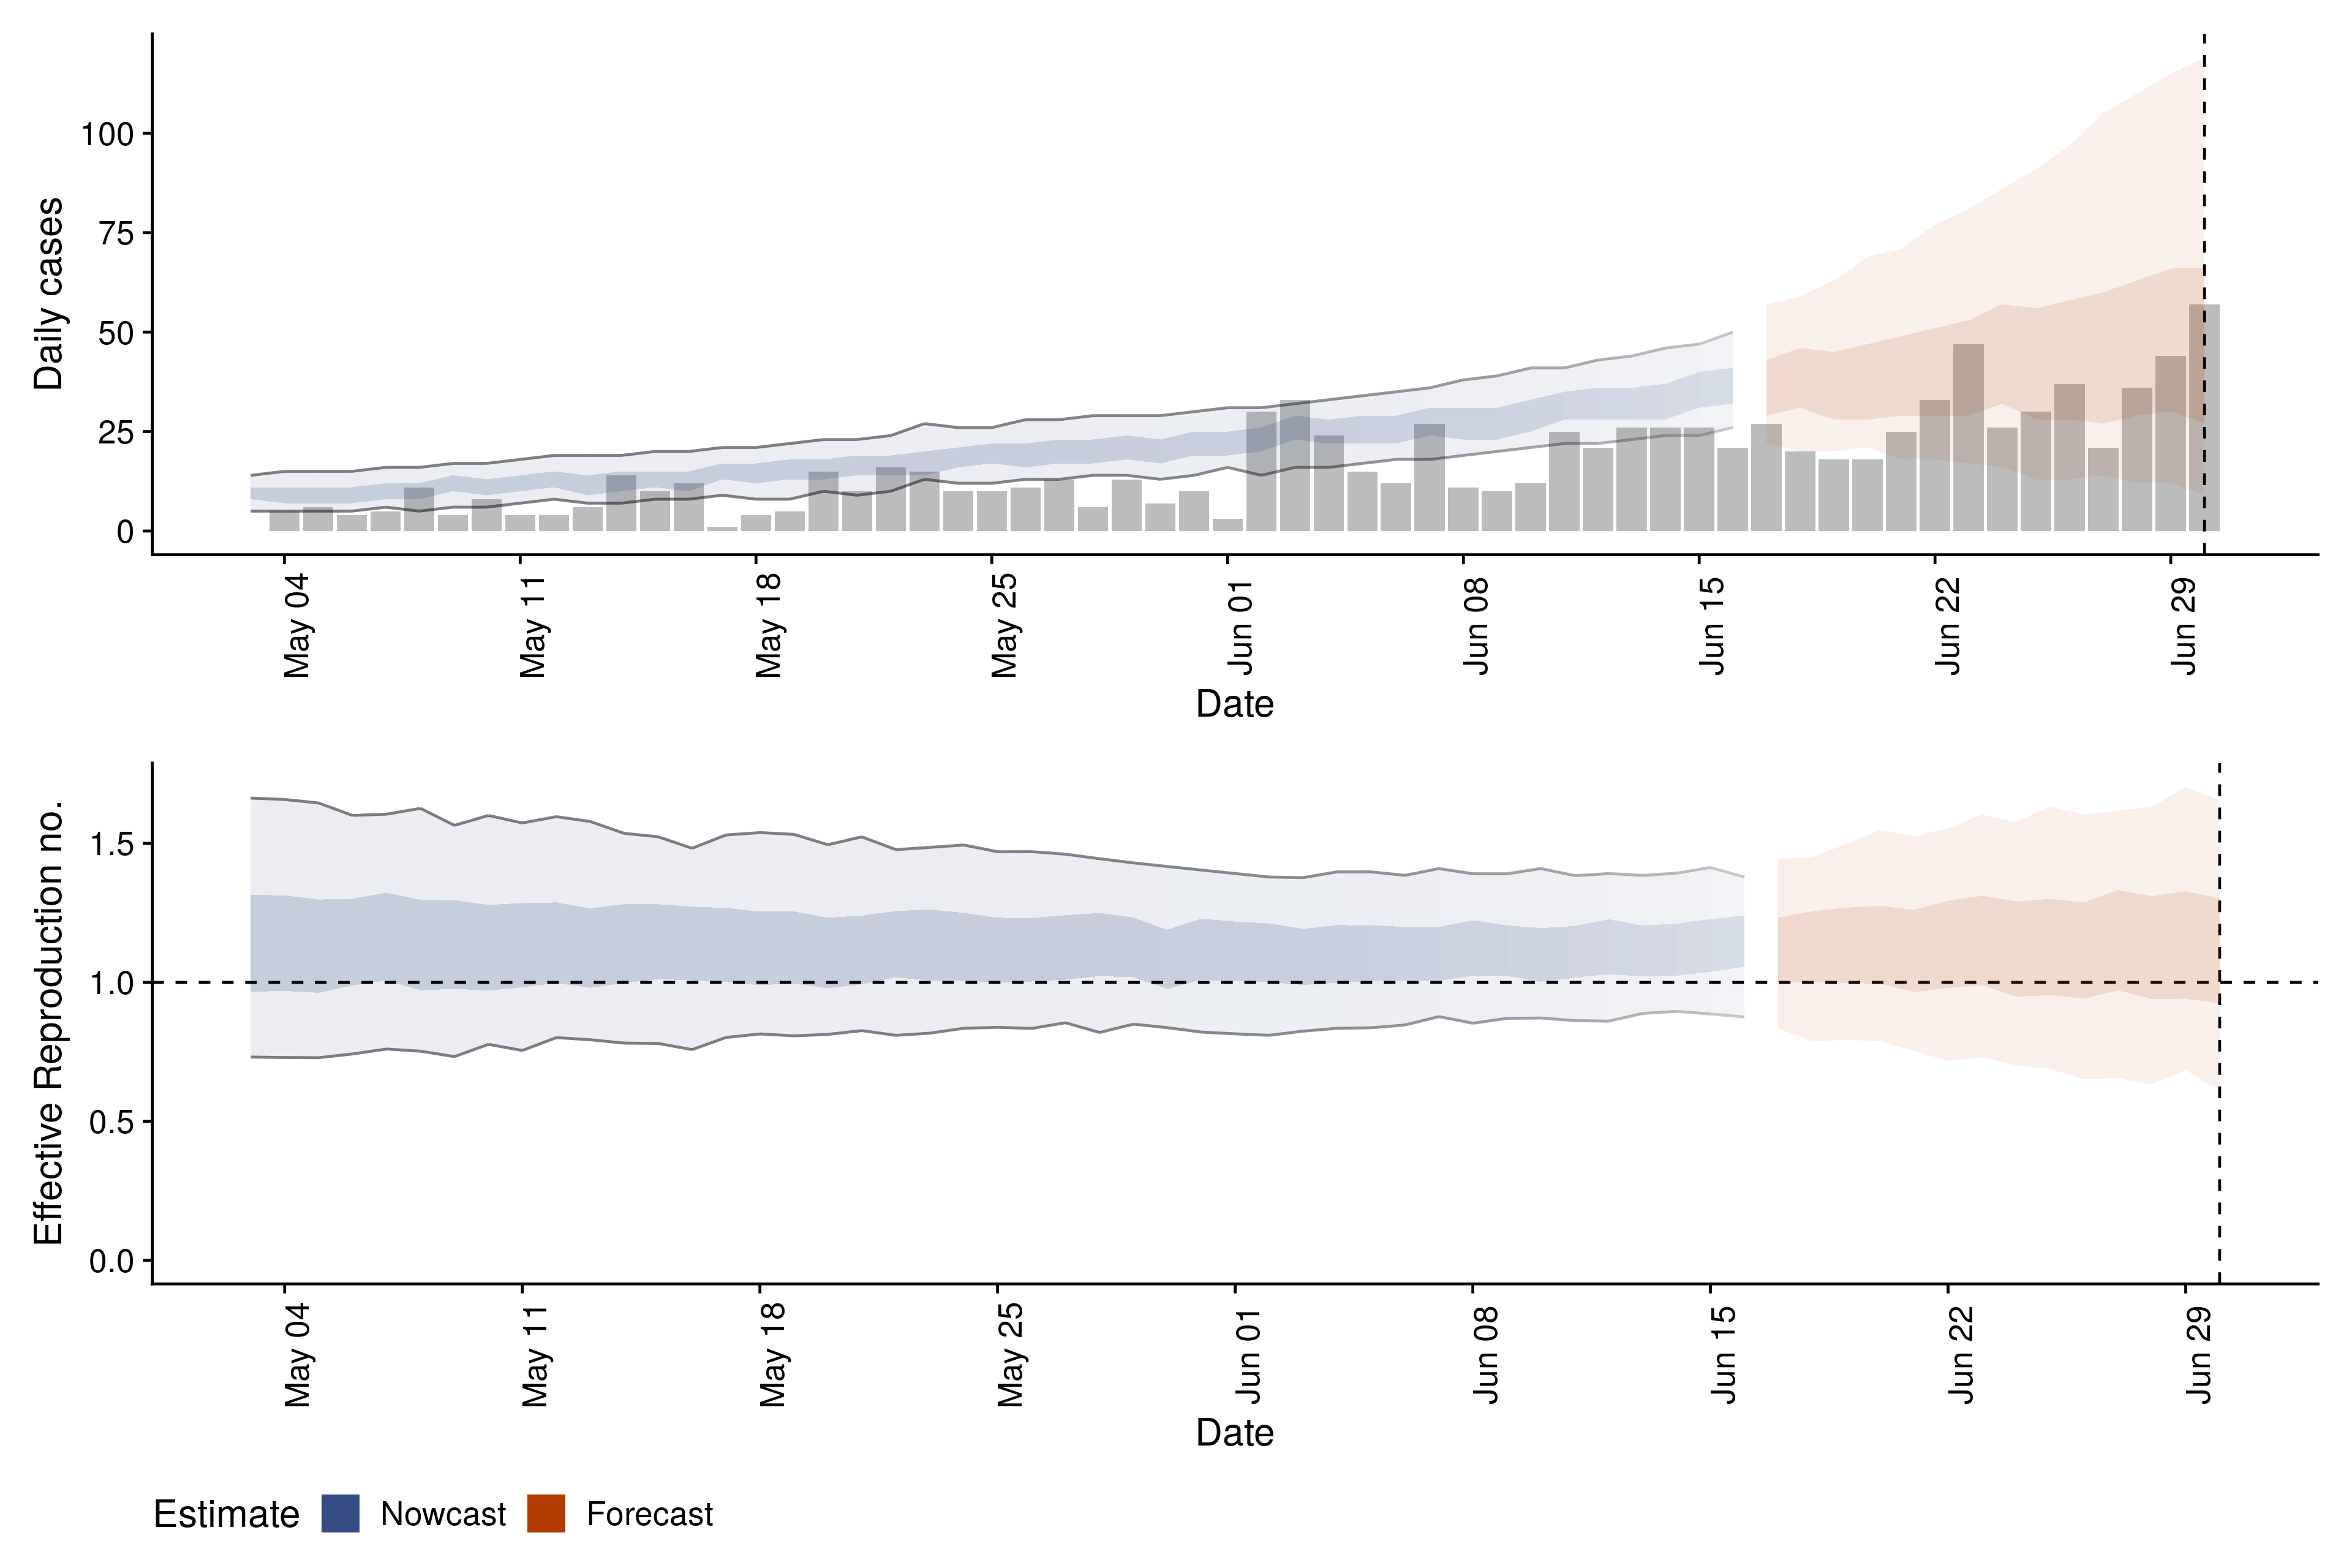 Daily cases
100
75
50
25
0
May 04
May 11
May 18
May 25
Jun 01
Jun 08
Jun 15
Jun 22
Jun 29
Date
Effective Reproduction no.
1.5
1.0
0.5
0.0
May 04
May 11
May 18
May 25
Jun 01
Jun 08
Jun 15
Jun 22
Jun 29
Date
Estimate Nowcast Forecast